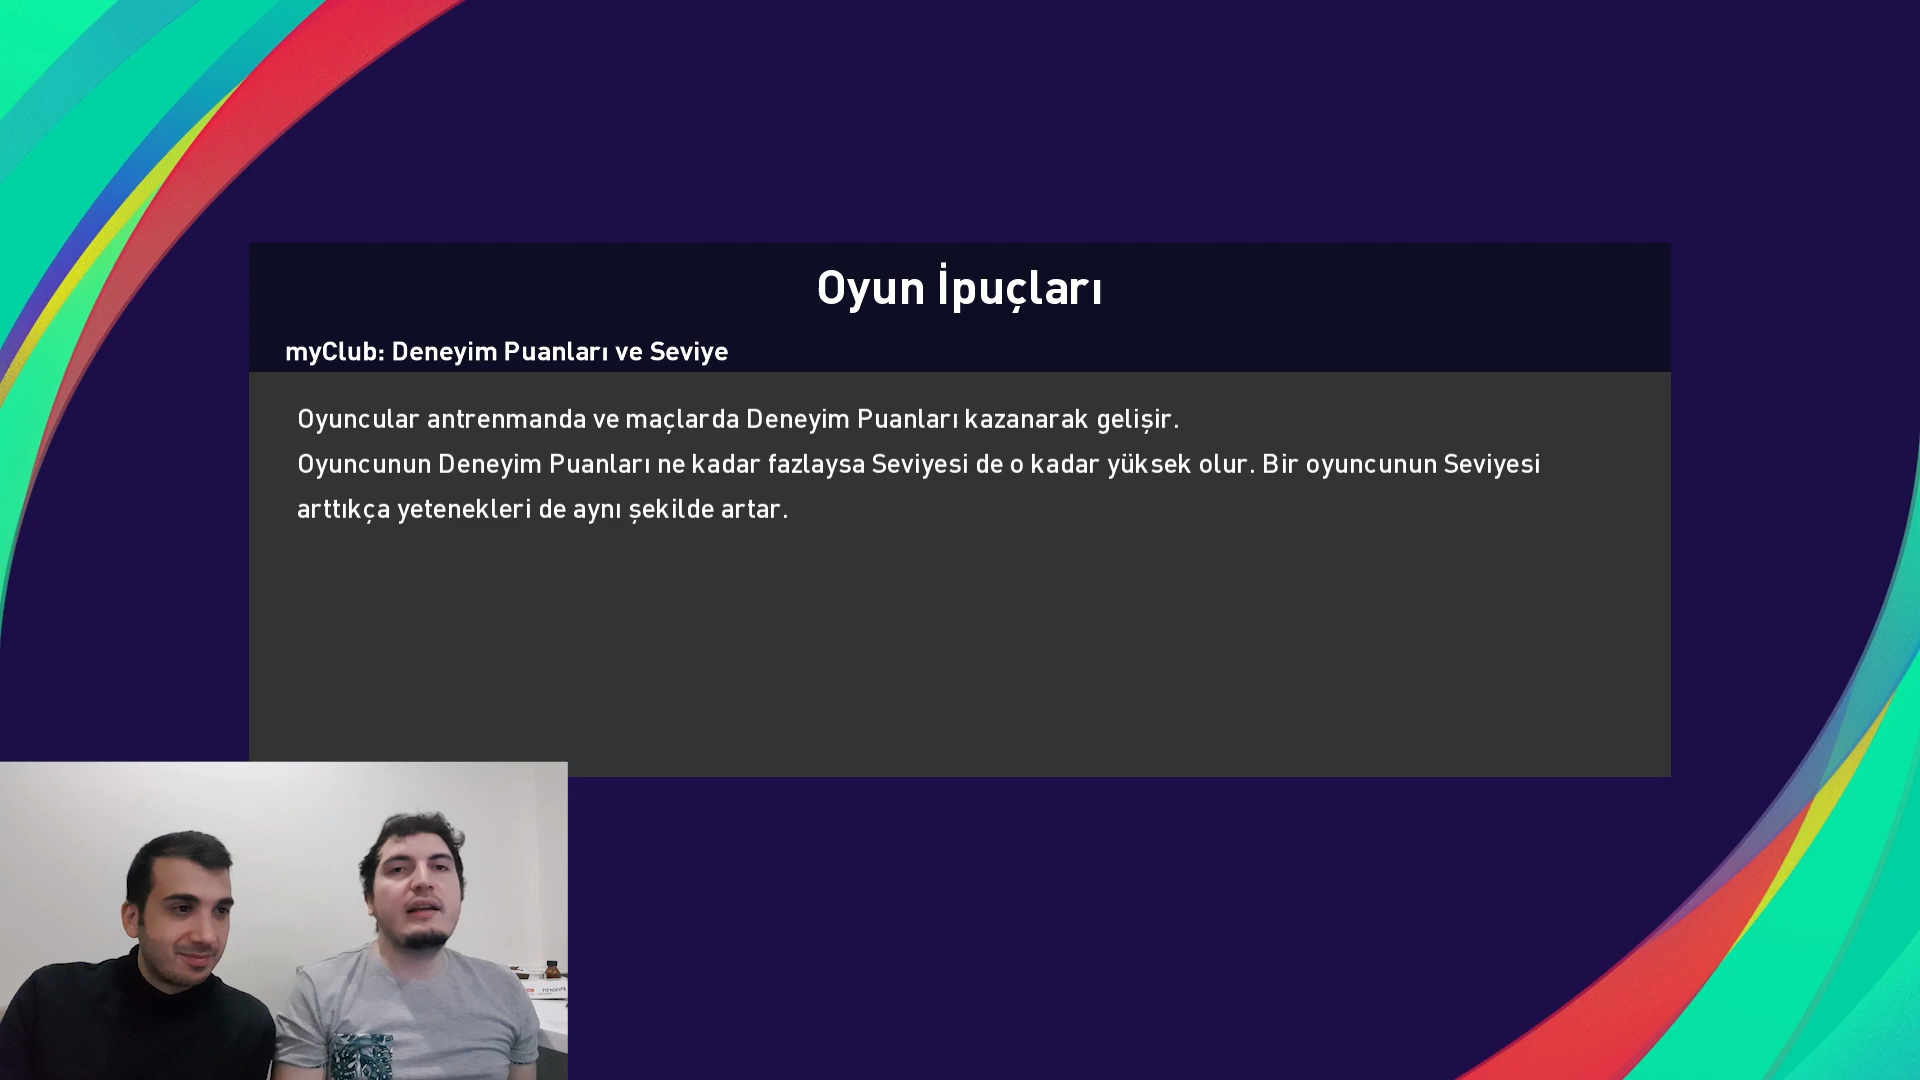 Oyun İpuçları
myClub: Deneyim Puanları ve Seviye
Oyuncular antrenmanda ve maçlarda Deneyim Puanları kazanarak gelişir.
Oyuncunun Deneyim Puanları ne kadar fazlaysa Seviyesi de o kadar yüksek olur. Bir oyuncunun Seviyesi
arttıkça yetenekleri de aynı şekilde artar.